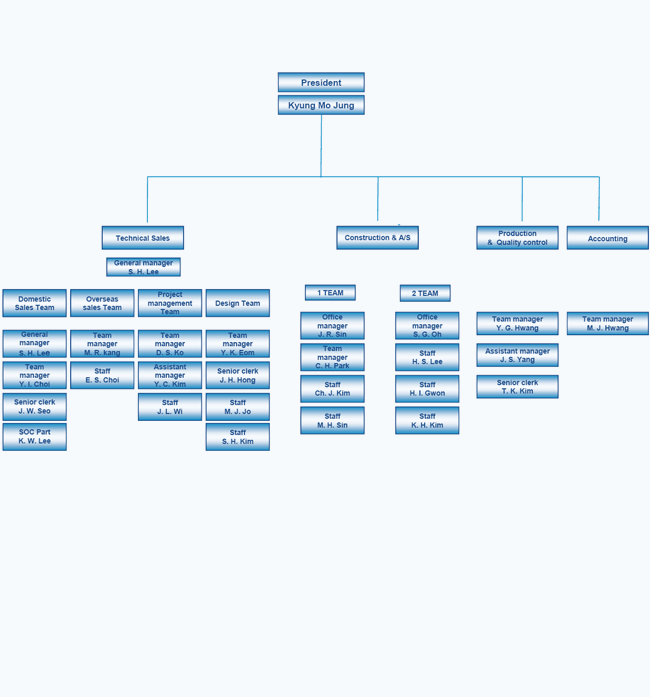 President
Kyung Mo Jung
Technical Sales
General manager
S. H. Lee
Construction & A/S
Production
& Quality control
Accounting
Domestic
Sales Team
General
manager
S. H. Lee
Team
manager
Y. I. Choi
Senior clerk
J. W. Seo
SOC Part
K. W. Lee
Overseas
sales Team
Team
manager
M. R. kang
Staff
E. S. Choi
Project
management
Team
Team
manager
D. S. Ko
Assistant
manager
Y. C. Kim
Staff
J. L. Wi
Design Team
Team
manager
Y. K. Eom
Senior clerk
J. H. Hong
Staff
M. J. Jo
Staff
S. H. Kim
1 TEAM
Office
manager
J. R. Sin
Team
manager
C. H. Park
Staff
Ch. J. Kim
Staff
M. H. Sin
2 TEAM
Office
manager
S. G. Oh
Staff
H. S. Lee
Staff
H. I. Gwon
Staff
K. H. Kim
Team manager
Y. G. Hwang
Assistant manager
J. S. Yang
Senior clerk
T. K. Kim
Team manager
M. J. Hwang